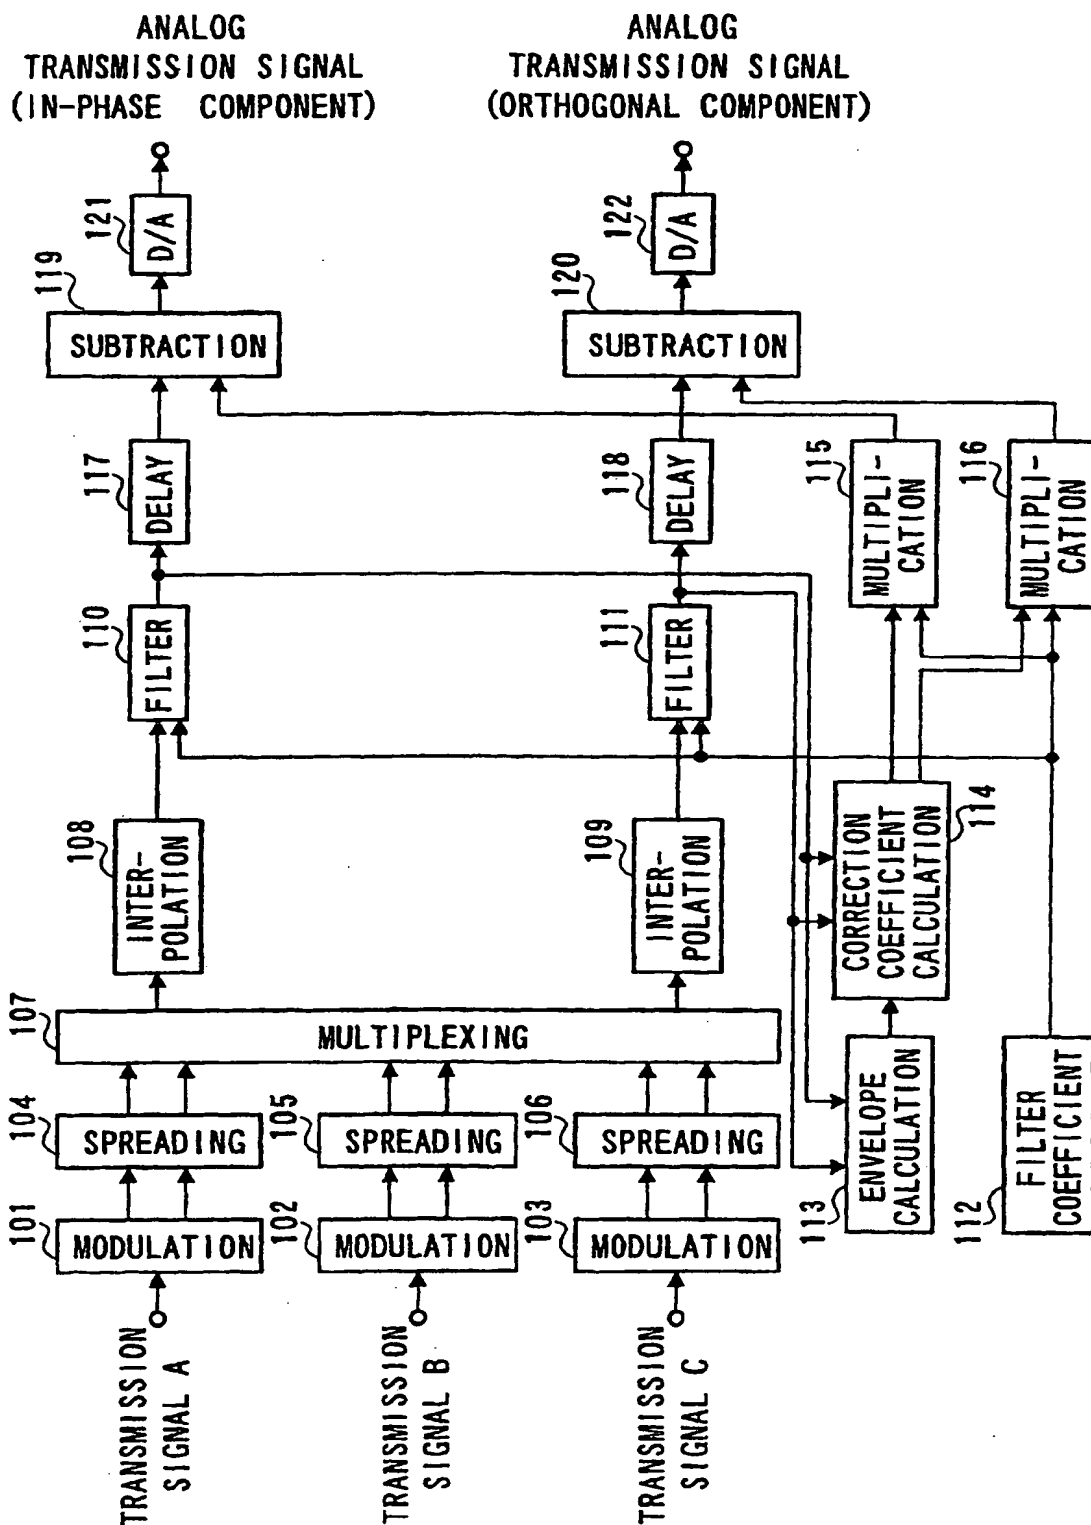 ANALOG
TRANSMISSION SIGNAL
(IN-PHASE COMPONENT)
ANALOG
TRANSMISSION SIGNAL
(ORTHOGONAL COMPONENT)
121
D/A
122
D/A
119
SUBTRACTION
120
SUBTRACTION
117
DELAY
118
DELAY
115
MULTIPLI-
CATION
116
MULTIPLI-
CATION
110
FILTER
111
FILTER
108
INTER-
POLATION
109
INTER-
POLATION
CORRECTION
COEFFICIENT
CALCULATION
114
107
MULTIPLEXING
104
SPREADING
105
SPREADING
106
SPREADING
ENVELOPE
CALCULATION
113
112
FILTER
COEFFICIENT
101
MODULATION
102
MODULATION
103
MODULATION
TRANSMISSION
SIGNAL A
TRANSMISSION
SIGNAL B
TRANSMISSION
SIGNAL C